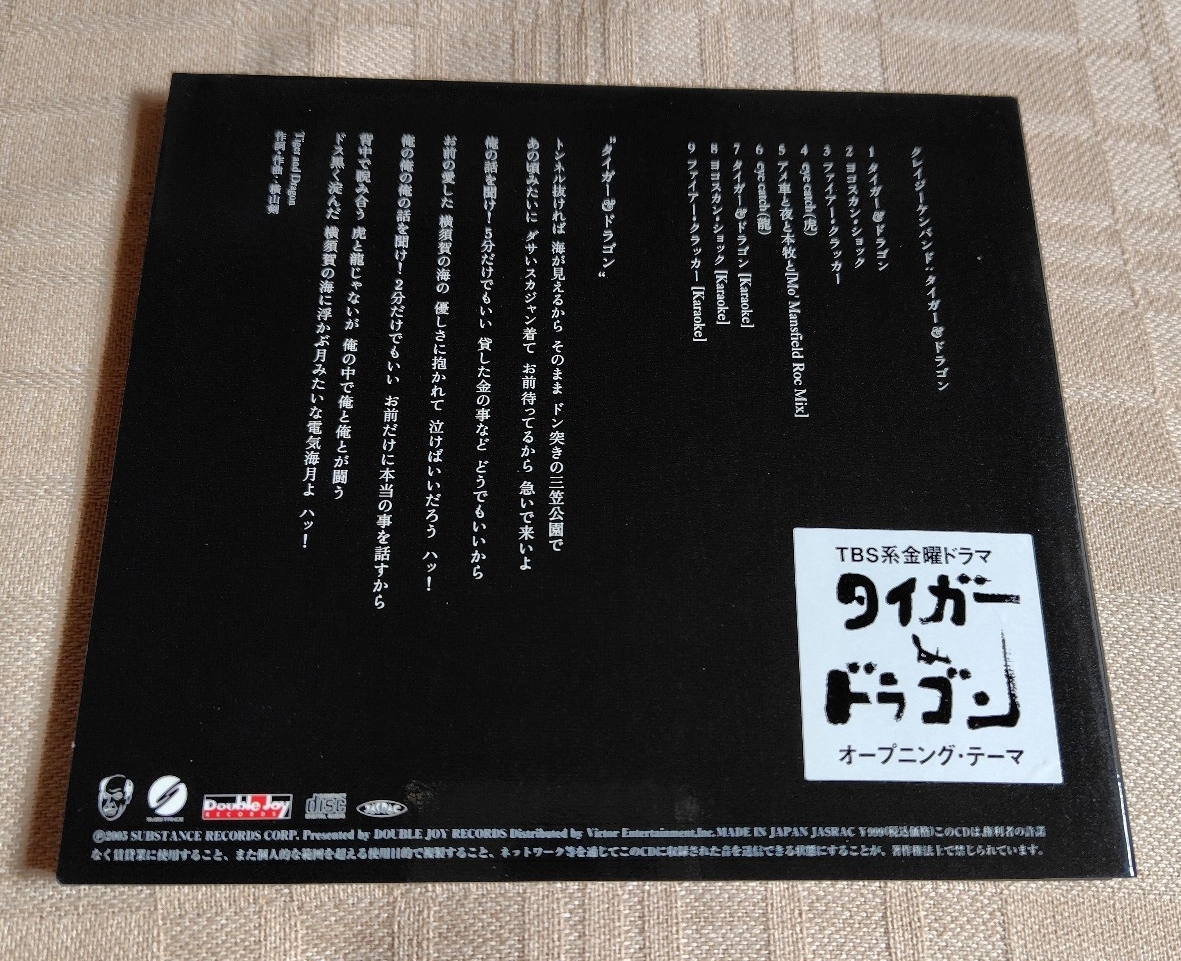 クレイジーケンバンド:タイガー&ドラゴン
1 タイガー&ドラゴン
2 ヨコスカン・ショック
3 ファイアー・クラッカー
4 eye catch (虎)
5 アメ車と夜と本牧と[Mo' Mansfield Roc Mix]
6 eye catch (龍)
7 タイガー&ドラゴン [Karaoke]
8 ヨコスカン・ショック [Karaoke]
9 ファイアー・クラッカー [Karaoke]
"タイガー&ドラゴン"
トンネル抜ければ 海が見えるから そのまま ドン突きの三笠公園で
あの頃みたいに ダサいスカジャン着て お前待ってるから 急いで来いよ
俺の話を聞け! 5分だけでもいい 貸した金の事など どうでもいいから
お前の愛した 横須賀の海の 優しさに抱かれて 泣けばいいだろう ハッ!
俺の俺の俺の話を聞け! 2分だけでもいい お前だけに本当の事を話すから
背中で睨み合う 虎と龍じゃないが 俺の中で俺と俺とが闘う
ドス黒く淀んだ 横須賀の海に浮かぶ月みたいな電気海月よ ハッ!
Tiger and Dragon
作詞・作曲:横山剣
TBS系金曜ドラマ
タイガー
&
ドラゴン
オープニング・テーマ
SUBSTANCE
Double Joy
RECORDS
disc
DIGITAL AUDIO
JASRAC
℗2005 SUBSTANCE RECORDS CORP. Presented by DOUBLE JOY RECORDS Distributed by Victor Entertainment,Inc. MADE IN JAPAN JASRAC ¥999(税込価格)このCDは、権利者の許諾
なく賃貸業に使用すること、また個人的な範囲を超える使用目的で複製すること、ネットワーク等を通じてこのCDに収録された音を送信できる状態にすることが、著作権法上で禁じられています。